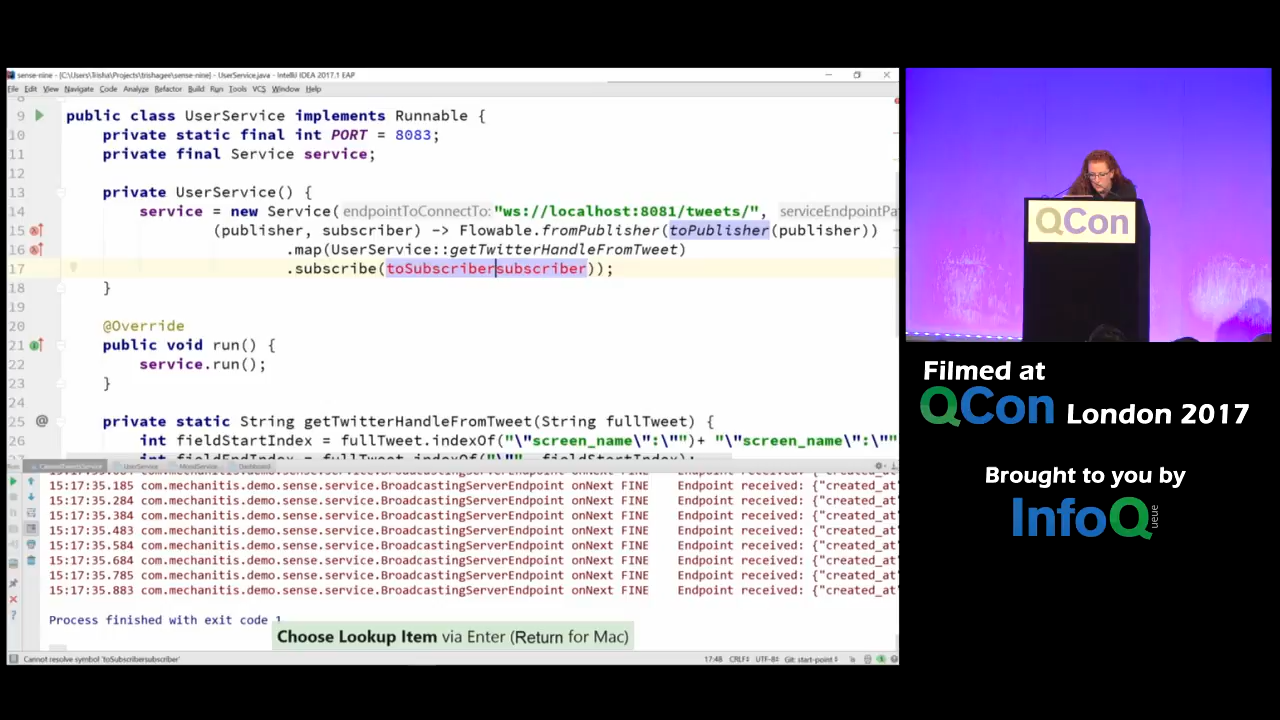 sense-nine - [C:\Users\Trisha\Projects\trishagee\sense-nine] - UserService.java - IntelliJ IDEA 2017.1 EAP
File Edit View Navigate Code Analyze Refactor Build Run Tools VCS Window Help
8
9 public class UserService implements Runnable {
10 private static final int PORT = 8083;
11 private final Service service;
12
13 private UserService() {
14 service = new Service( endpointToConnectTo: "ws://localhost:8081/tweets/", serviceEndpointPa
15 (publisher, subscriber) -> Flowable.fromPublisher(toPublisher(publisher))
16 .map(UserService::getTwitterHandleFromTweet)
17 .subscribe(toSubscribersubscriber));
18 }
19
20 @Override
21 public void run() {
22 service.run();
23 }
24
25 private static String getTwitterHandleFromTweet(String fullTweet) {
26 int fieldStartIndex = fullTweet.indexOf("\"screen_name\":\"")+ "\"screen_name\":\""
int fieldEndIndex = fullTweet.indexOf("\"", fieldStartIndex);
UserService Dashboard
15:17:35.185 com.mechanitis.demo.sense.service.BroadcastingServerEndpoint onNext FINE Endpoint received: {"created_at
15:17:35.284 com.mechanitis.demo.sense.service.BroadcastingServerEndpoint onNext FINE Endpoint received: {"created_at
15:17:35.384 com.mechanitis.demo.sense.service.BroadcastingServerEndpoint onNext FINE Endpoint received: {"created_at
15:17:35.483 com.mechanitis.demo.sense.service.BroadcastingServerEndpoint onNext FINE Endpoint received: {"created_at
15:17:35.584 com.mechanitis.demo.sense.service.BroadcastingServerEndpoint onNext FINE Endpoint received: {"created_at
15:17:35.684 com.mechanitis.demo.sense.service.BroadcastingServerEndpoint onNext FINE Endpoint received: {"created_at
15:17:35.785 com.mechanitis.demo.sense.service.BroadcastingServerEndpoint onNext FINE Endpoint received: {"created_at
15:17:35.883 com.mechanitis.demo.sense.service.BroadcastingServerEndpoint onNext FINE Endpoint received: {"created_at
Process finished with exit code 1
Choose Lookup Item via Enter (Return for Mac)
Cannot resolve symbol 'toSubscribersubscriber' 17:48 CRLF UTF-8 Git: start-point
QCon
Filmed at
QCon London 2017
Brought to you by
InfoQ